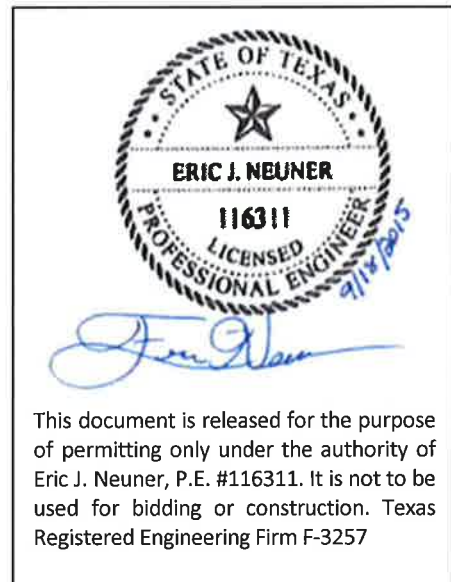 STATE OF TEXAS
ERIC J. NEUNER
116311
LICENSED
PROFESSIONAL ENGINEER
9/18/2015
This document is released for the purpose
of permitting only under the authority of
Eric J. Neuner, P.E. #116311. It is not to be
used for bidding or construction. Texas
Registered Engineering Firm F-3257